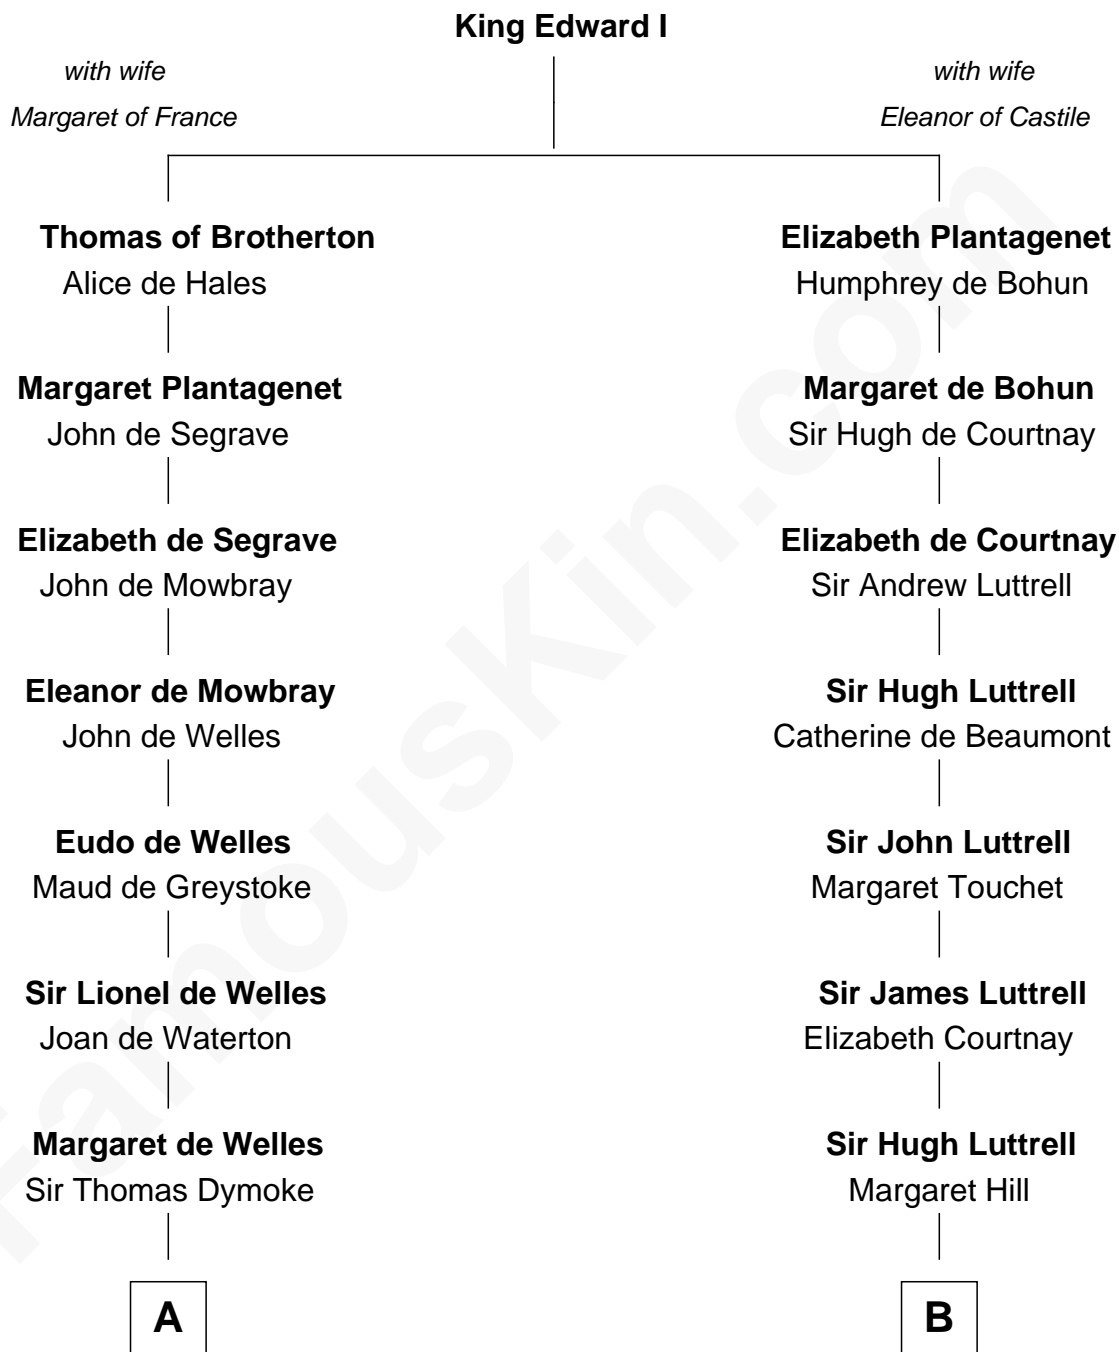 King Edward I
with wife
Margaret of France
with wife
Eleanor of Castile
Thomas of Brotherton
Alice de Hales
Elizabeth Plantagenet
Humphrey de Bohun
Margaret Plantagenet
John de Segrave
Margaret de Bohun
Sir Hugh de Courtnay
Elizabeth de Segrave
John de Mowbray
Elizabeth de Courtnay
Sir Andrew Luttrell
Eleanor de Mowbray
John de Welles
Sir Hugh Luttrell
Catherine de Beaumont
Eudo de Welles
Maud de Greystoke
Sir John Luttrell
Margaret Touchet
Sir Lionel de Welles
Joan de Waterton
Sir James Luttrell
Elizabeth Courtnay
Margaret de Welles
Sir Thomas Dymoke
Sir Hugh Luttrell
Margaret Hill
A
B
FamousKin.com